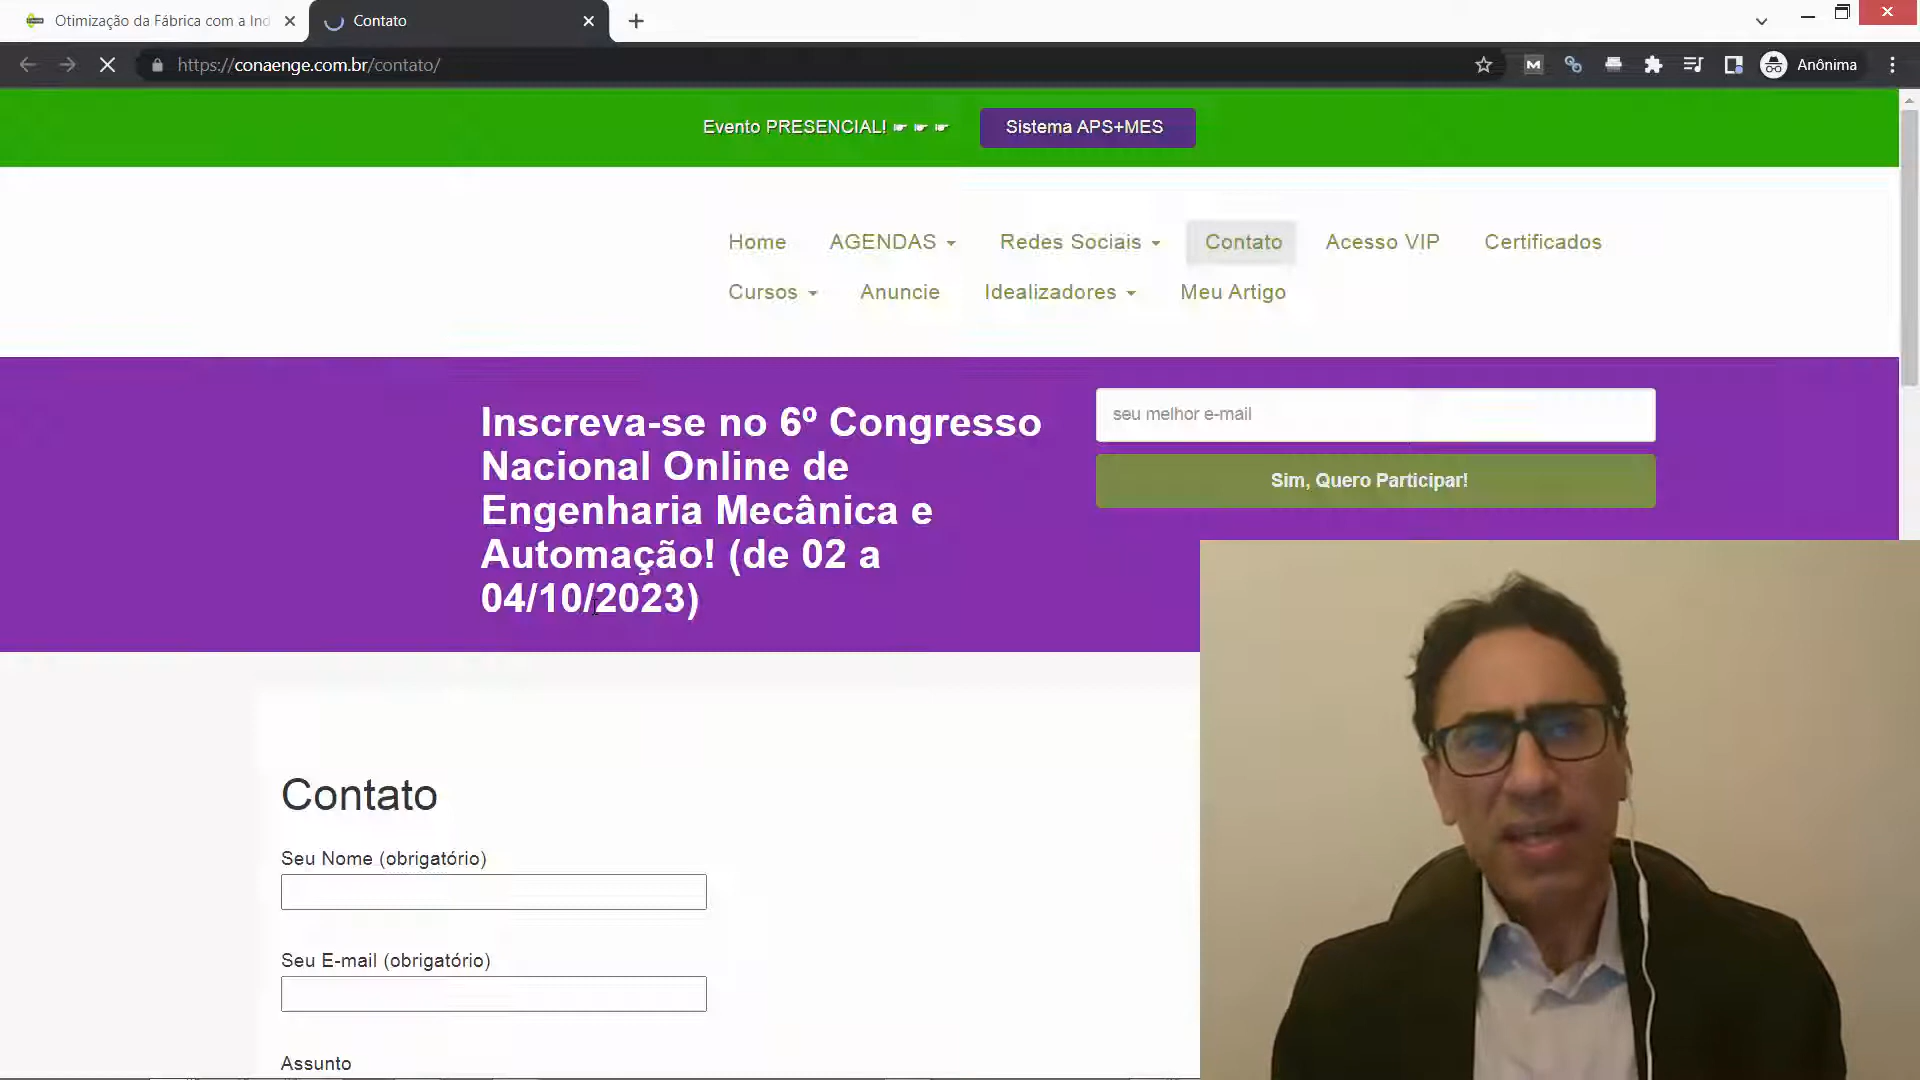 Otimização da Fábrica com a Ind
Contato
https://conaenge.com.br/contato/
Anônima
Evento PRESENCIAL!
Sistema APS+MES
Home AGENDAS Redes Sociais Contato Acesso VIP Certificados
Cursos Anuncie Idealizadores Meu Artigo
Inscreva-se no 6º Congresso
Nacional Online de
Engenharia Mecânica e
Automação! (de 02 a
04/10/2023)
seu melhor e-mail
Sim, Quero Participar!
Contato
Seu Nome (obrigatório)
Seu E-mail (obrigatório)
Assunto